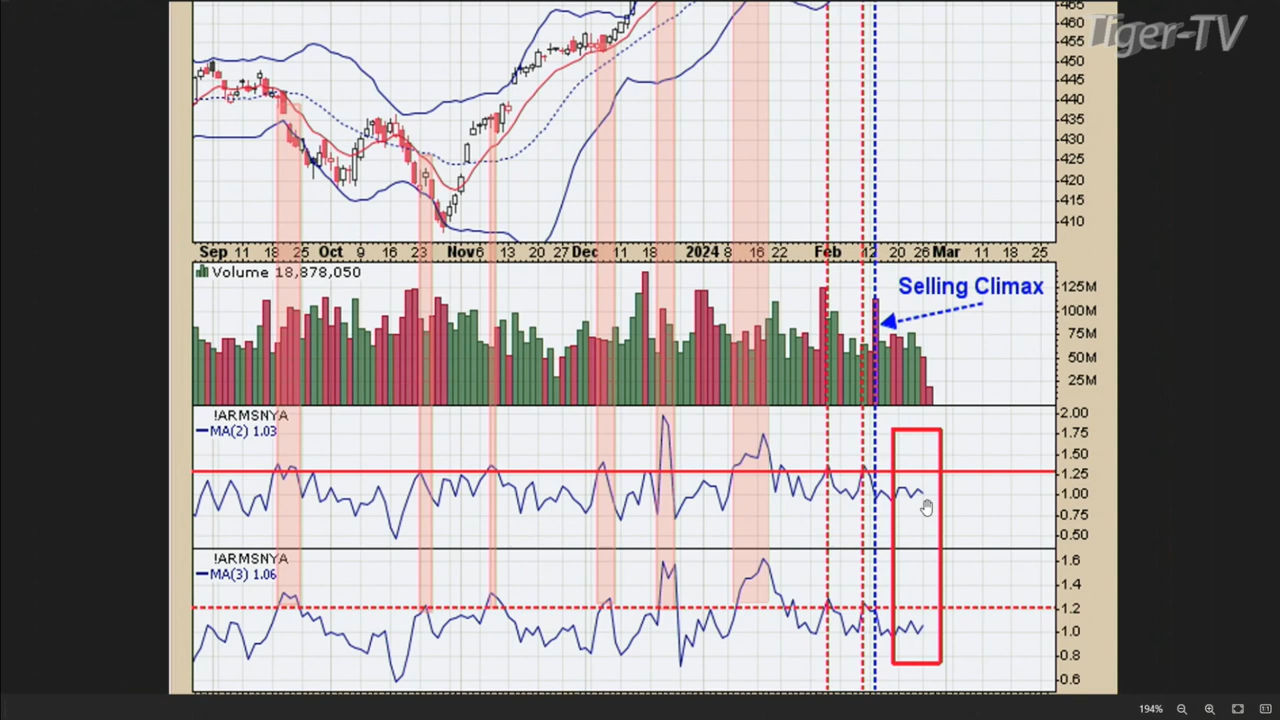 Tiger-TV
465
460
455
450
445
440
435
430
425
420
415
410
Sep 11 18 25 Oct 9 16 23 Nov 6 13 20 27 Dec 11 18 2024 8 16 22 Feb 12 20 26 Mar 11 18 25
Volume 18,878,050
Selling Climax
125M
100M
75M
50M
25M
!ARMSNYA
MA(2) 1.03
2.00
1.75
1.50
1.25
1.00
0.75
0.50
!ARMSNYA
MA(3) 1.06
1.6
1.4
1.2
1.0
0.8
0.6
194%
1:1